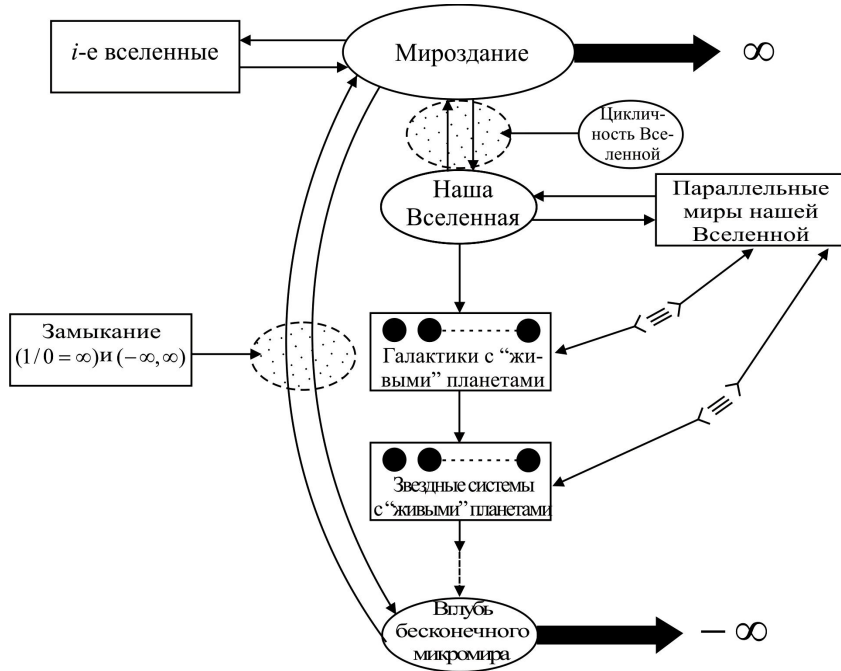 i-е вселенные
Мироздание
∞
Циклич-
ность Все-
ленной
Наша
Вселенная
Параллельные
миры нашей
Вселенной
Замыкание
(1/0 = ∞) и (−∞, ∞)
Галактики с “жи-
выми” планетами
Звездные системы
с “живыми” планетами
Вглубь
бесконечного
микромира
− ∞